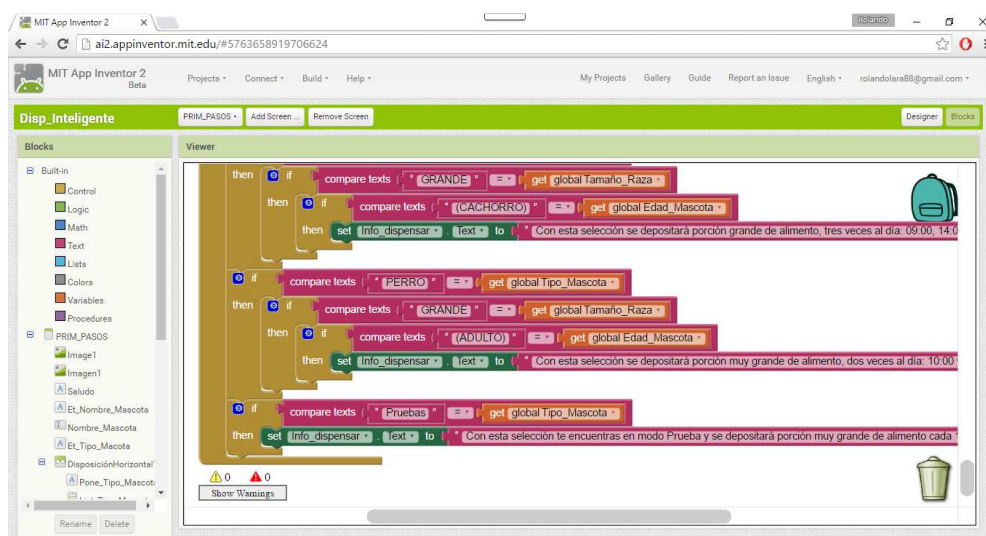 MIT App Inventor 2
Rolando
ai2.appinventor.mit.edu/#5763658919706624
MIT App Inventor 2
Beta
Projects Connect Build Help
My Projects Gallery Guide Report an Issue English rolandolara88@gmail.com
Disp_Inteligente
PRIM_PASOS Add Screen ... Remove Screen
Designer Blocks
Blocks
Viewer
Built-in
Control
Logic
Math
Text
Lists
Colors
Variables
Procedures
PRIM_PASOS
Image1
Imagen1
Saludo
Et_Nombre_Mascota
Nombre_Mascota
Et_Tipo_Macota
DisposiciónHorizontal
Pone_Tipo_Mascota
Rename Delete
then if compare texts " GRANDE " = get global Tamaño_Raza
then if compare texts " (CACHORRO) " = get global Edad_Mascota
then set Info_dispensar . Text to " Con esta selección se depositará porción grande de alimento, tres veces al día: 09:00, 14:0
if compare texts " PERRO " = get global Tipo_Mascota
then if compare texts " GRANDE " = get global Tamaño_Raza
then if compare texts " (ADULTO) " = get global Edad_Mascota
then set Info_dispensar . Text to " Con esta selección se depositará porción muy grande de alimento, dos veces al día: 10:00
if compare texts " Pruebas " = get global Tipo_Mascota
then set Info_dispensar . Text to " Con esta selección te encuentras en modo Prueba y se depositará porción muy grande de alimento cada
0 0
Show Warnings